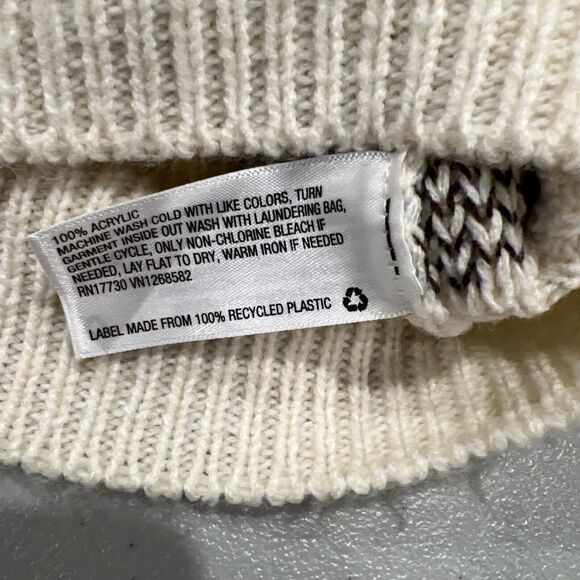 100% ACRYLIC
MACHINE WASH COLD WITH LIKE COLORS, TURN
GARMENT INSIDE OUT WASH WITH LAUNDERING BAG,
GENTLE CYCLE, ONLY NON-CHLORINE BLEACH IF
NEEDED, LAY FLAT TO DRY, WARM IRON IF NEEDED
RN17730 VN1268582
LABEL MADE FROM 100% RECYCLED PLASTIC